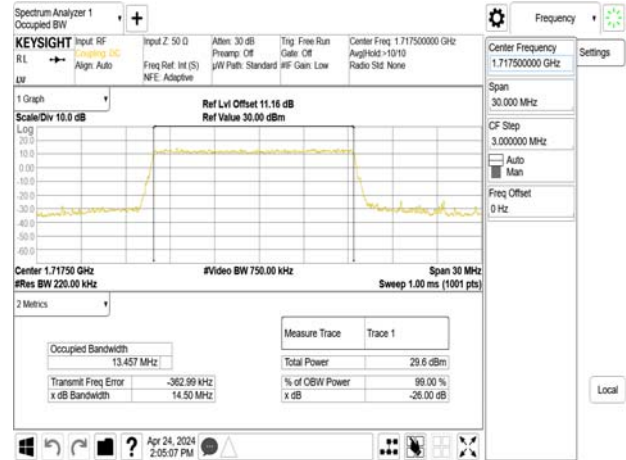 Spectrum Analyzer 1
Occupied BW
+
Frequency
KEYSIGHT
Input: RF
Input Z: 50 Ω
Atten: 30 dB
Trig: Free Run
Center Freq: 1.717500000 GHz
RL
Coupling: DC
Preamp: Off
Gate: Off
Avg|Hold:>10/10
Align: Auto
Freq Ref: Int (S)
µW Path: Standard
#IF Gain: Low
Radio Std: None
NFE: Adaptive
Center Frequency
1.717500000 GHz
Settings
Span
30.000 MHz
CF Step
3.000000 MHz
Auto
Man
Freq Offset
0 Hz
Local
1 Graph
Ref Lvl Offset 11.16 dB
Scale/Div 10.0 dB
Ref Value 30.00 dBm
Log
20.0
10.0
0.00
-10.0
-20.0
-30.0
-40.0
-50.0
-60.0
Center 1.71750 GHz
#Video BW 750.00 kHz
Span 30 MHz
#Res BW 220.00 kHz
Sweep 1.00 ms (1001 pts)
2 Metrics
Measure Trace
Trace 1
Occupied Bandwidth
13.457 MHz
Total Power
29.6 dBm
Transmit Freq Error
-362.99 kHz
% of OBW Power
99.00 %
x dB Bandwidth
14.50 MHz
x dB
-26.00 dB
?
Apr 24, 2024
2:05:07 PM